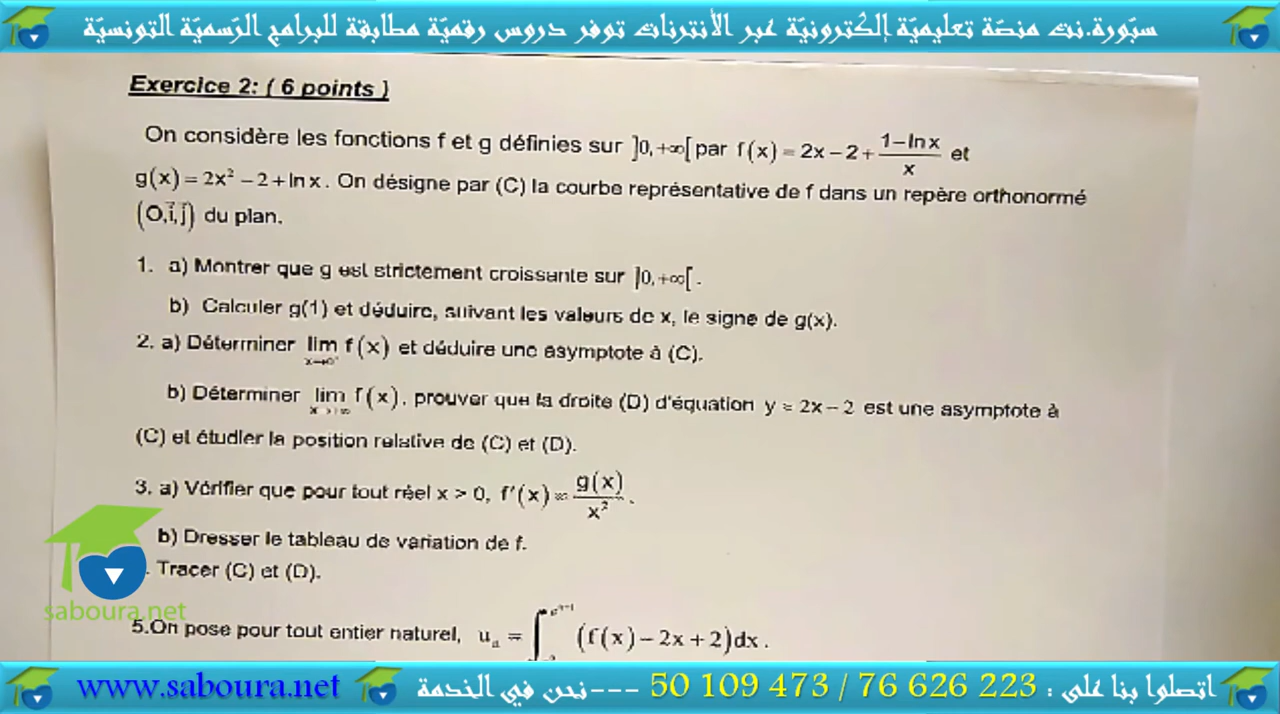 سبّورة.نت منصّة تعليميّة إلكترونيّة عبر الأنترنات توفر دروس رقميّة مطابقة للبرامج الرّسميّة التونسيّة
Exercice 2: ( 6 points )
On considère les fonctions f et g définies sur ]0, +∞[ par f(x) = 2x − 2 + (1 − ln x)/x et
g(x) = 2x² − 2 + ln x. On désigne par (C) la courbe représentative de f dans un repère orthonormé
(O, i⃗, j⃗) du plan.
1. a) Montrer que g est strictement croissante sur ]0, +∞[.
b) Calculer g(1) et déduire, suivant les valeurs de x, le signe de g(x).
2. a) Déterminer lim x→0⁺ f(x) et déduire une asymptote à (C).
b) Déterminer lim x→+∞ f(x), prouver que la droite (D) d'équation y = 2x − 2 est une asymptote à
(C) et étudier la position relative de (C) et (D).
3. a) Vérifier que pour tout réel x > 0, f'(x) = g(x)/x².
b) Dresser le tableau de variation de f.
. Tracer (C) et (D).
saboura.net
5.On pose pour tout entier naturel, uₙ = ∫ (f(x) − 2x + 2)dx.
www.saboura.net اتصلوا بنا على : 50 109 473 / 76 626 223 ---نحن في الخدمة